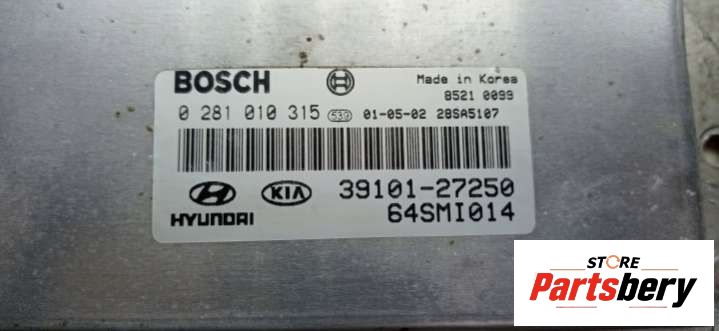 BOSCH
Made in Korea
8521 0099
0 281 010 315 530 01-05-02 28SA5107
HYUNDAI KIA 39101-27250
64SMI014
STORE
Partsbery